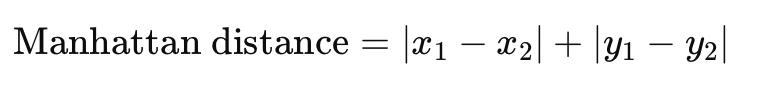 Manhattan distance = |x₁ − x₂| + |y₁ − y₂|